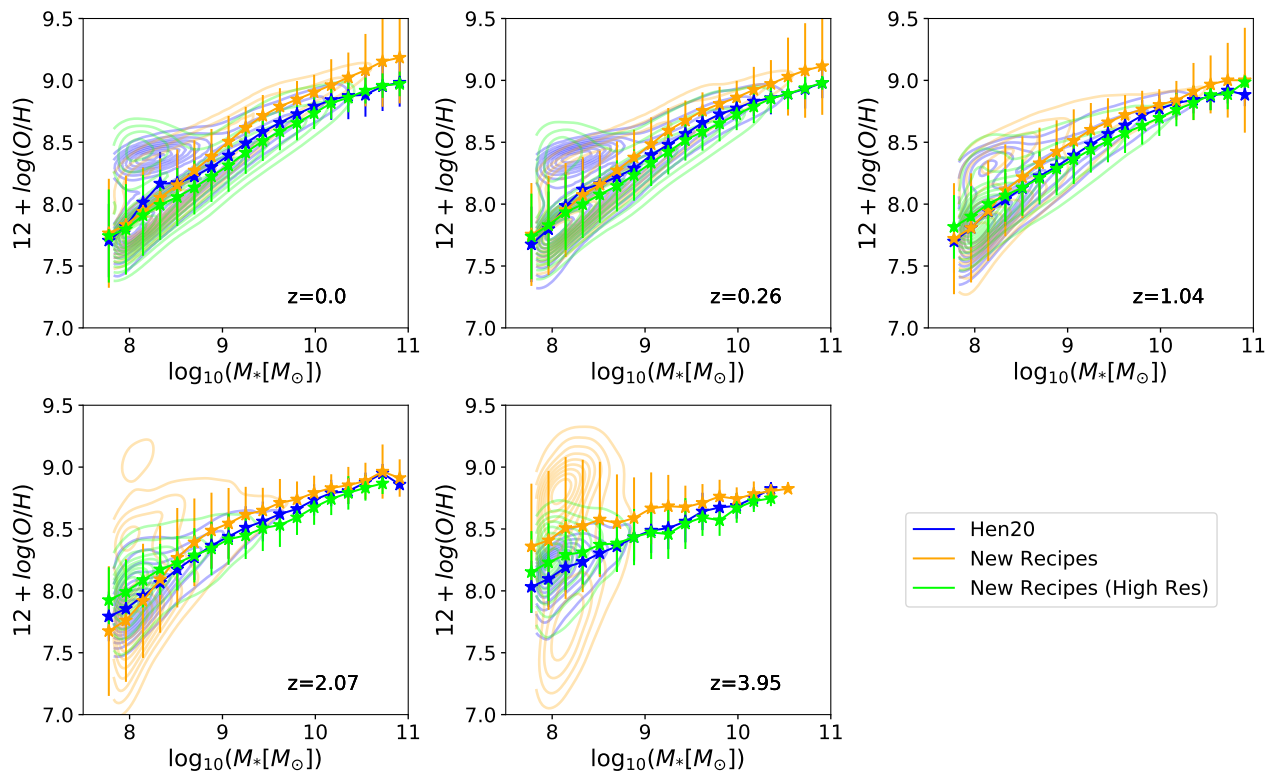 9.5
9.0
8.5
8.0
7.5
7.0
12 + log(O/H)
z=0.0
8 9 10 11
log₁₀(M*[M⊙])
9.5
9.0
8.5
8.0
7.5
7.0
12 + log(O/H)
z=0.26
8 9 10 11
log₁₀(M*[M⊙])
9.5
9.0
8.5
8.0
7.5
7.0
12 + log(O/H)
z=1.04
8 9 10 11
log₁₀(M*[M⊙])
9.5
9.0
8.5
8.0
7.5
7.0
12 + log(O/H)
z=2.07
8 9 10 11
log₁₀(M*[M⊙])
9.5
9.0
8.5
8.0
7.5
7.0
12 + log(O/H)
z=3.95
8 9 10 11
log₁₀(M*[M⊙])
Hen20
New Recipes
New Recipes (High Res)